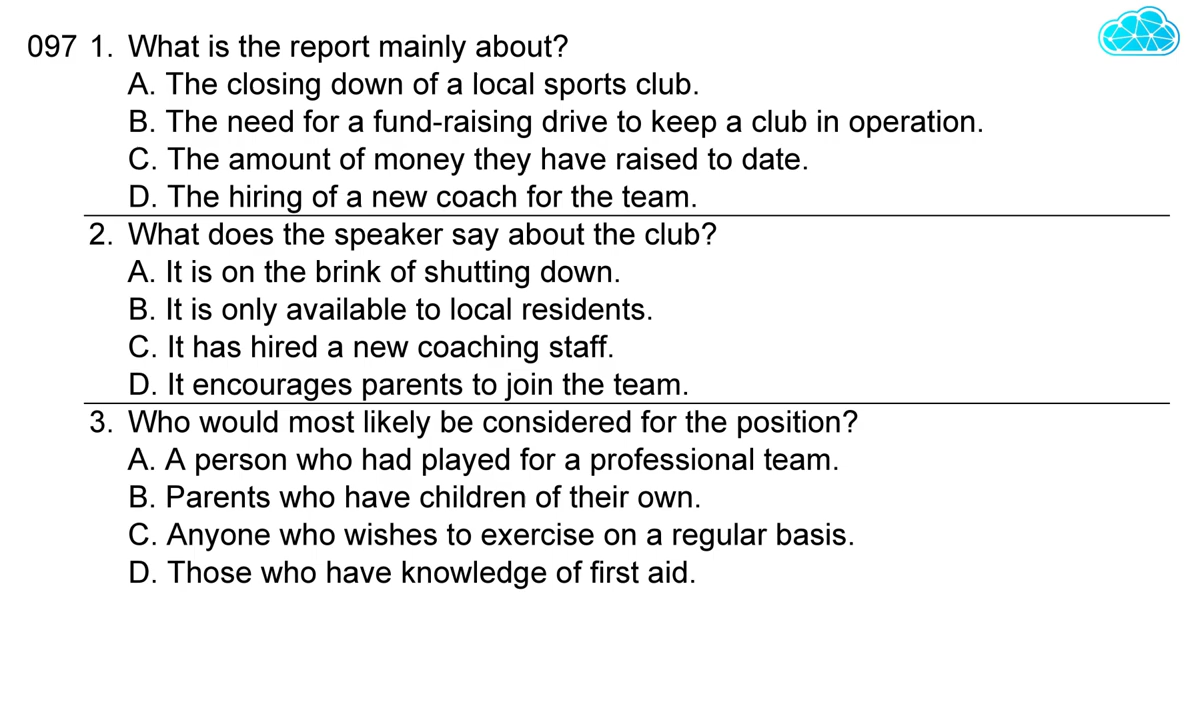 097 1. What is the report mainly about?
A. The closing down of a local sports club.
B. The need for a fund-raising drive to keep a club in operation.
C. The amount of money they have raised to date.
D. The hiring of a new coach for the team.
2. What does the speaker say about the club?
A. It is on the brink of shutting down.
B. It is only available to local residents.
C. It has hired a new coaching staff.
D. It encourages parents to join the team.
3. Who would most likely be considered for the position?
A. A person who had played for a professional team.
B. Parents who have children of their own.
C. Anyone who wishes to exercise on a regular basis.
D. Those who have knowledge of first aid.